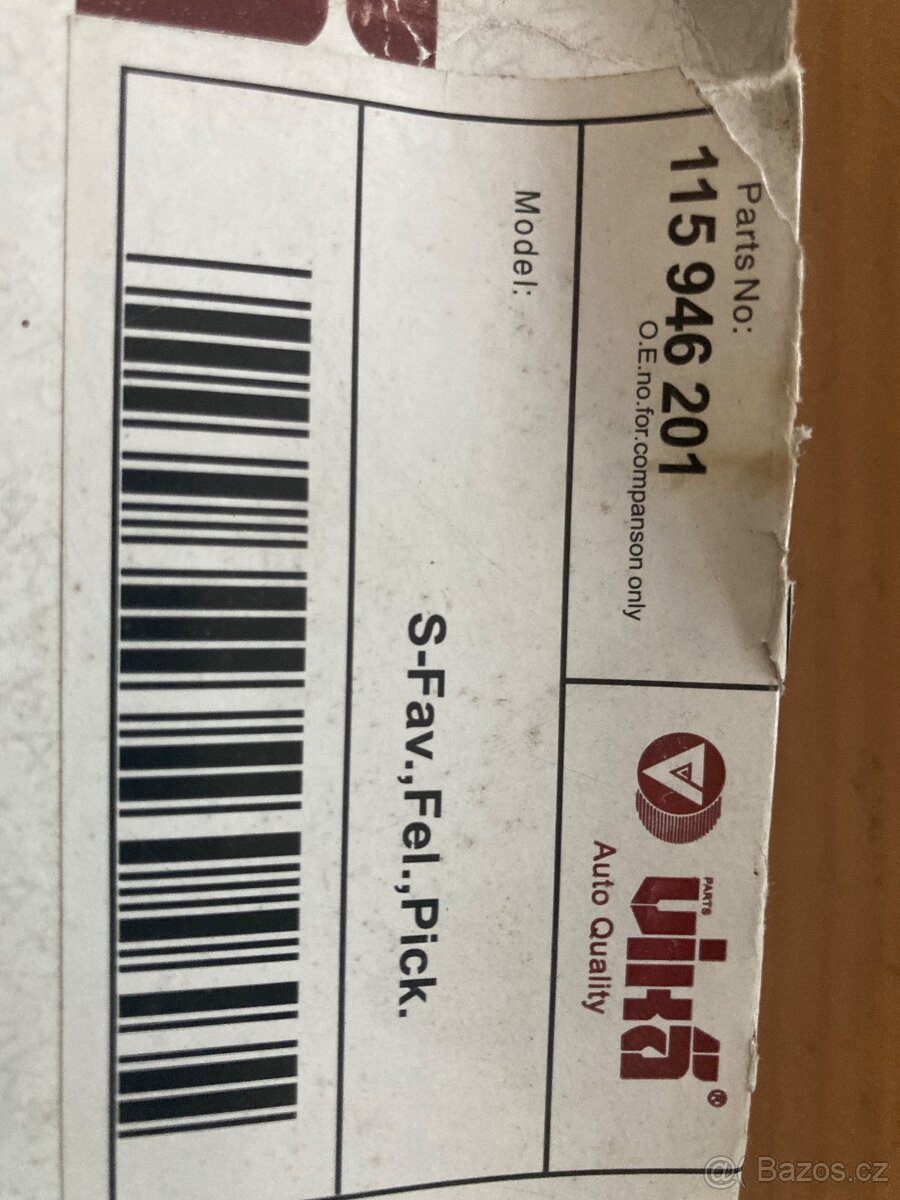 Parts No:
115 946 201
O.E.no.for.companson only
PARTS
vika®
Auto Quality
Model:
S-Fav.,Fel.,Pick.
@ Bazos.cz